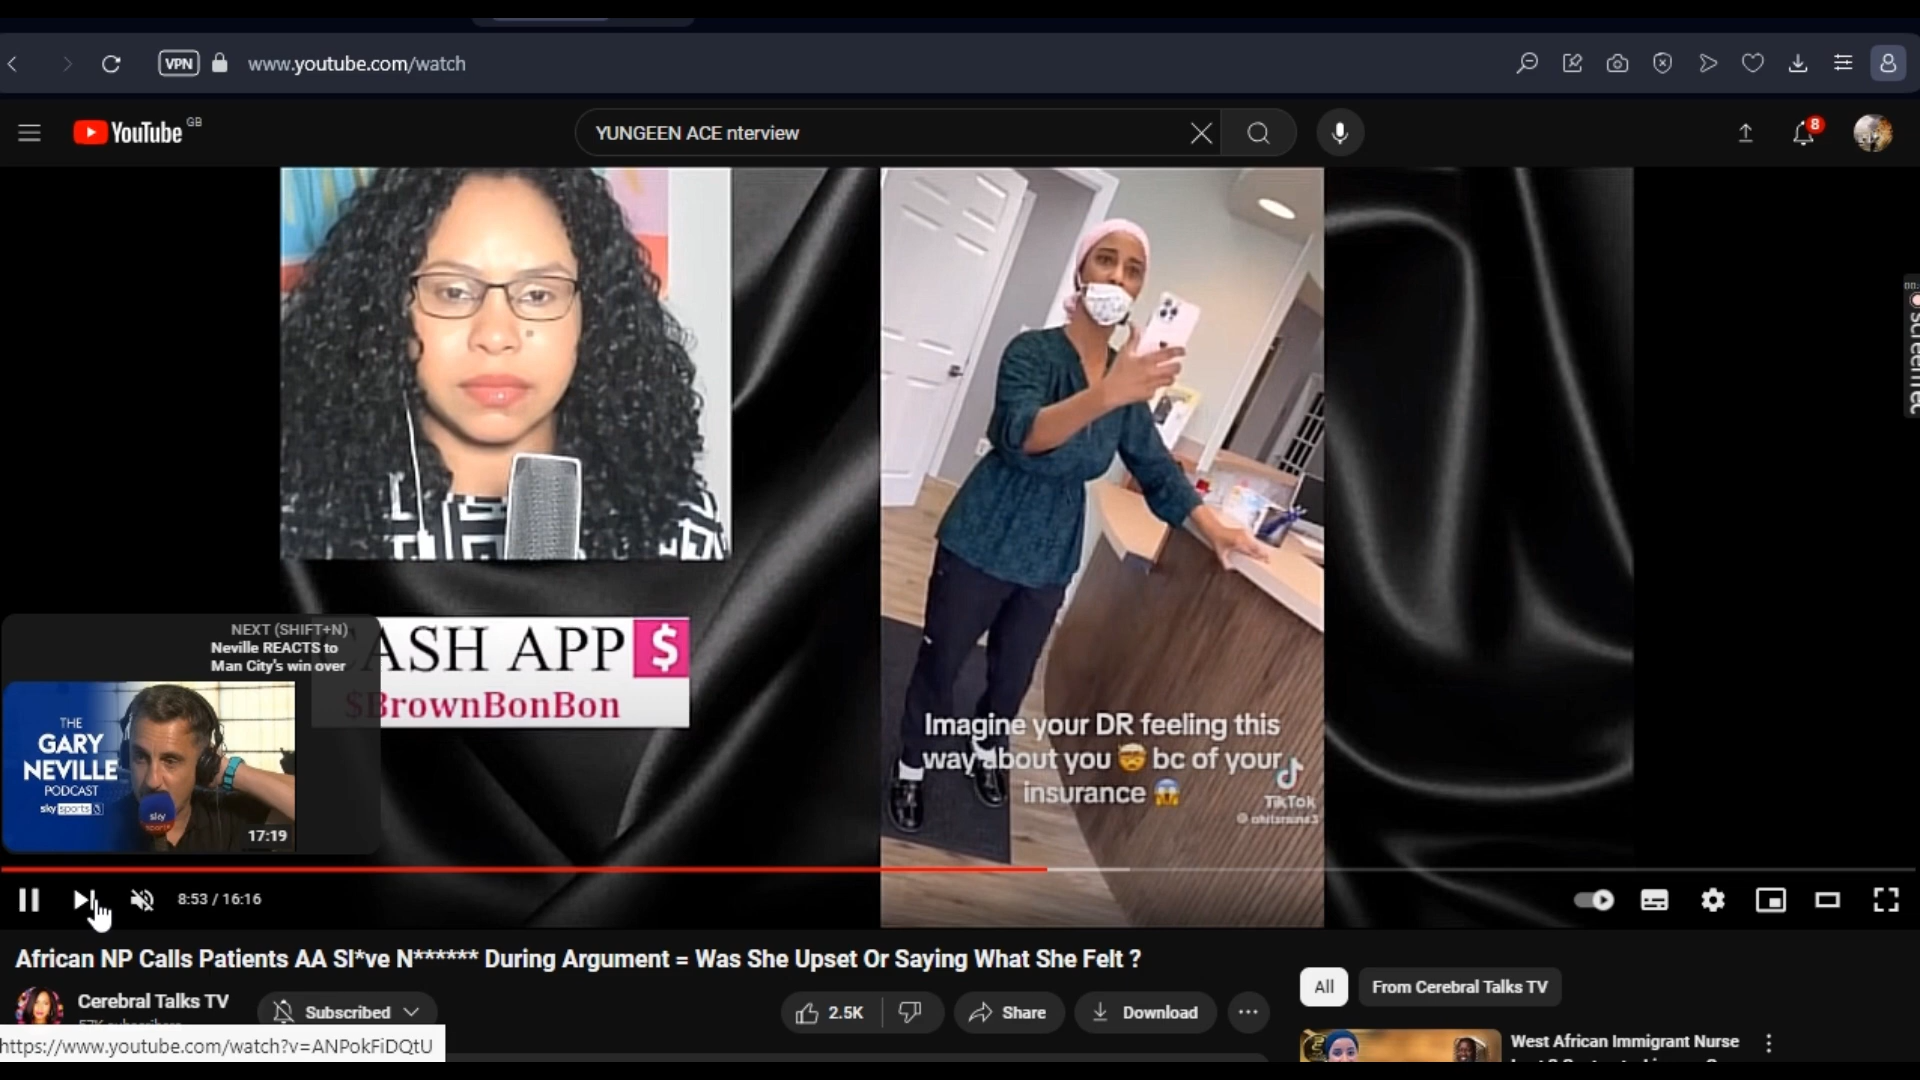 VPN
www.youtube.com/watch
YouTube GB
YUNGEEN ACE nterview
8
NEXT (SHIFT+N)
Neville REACTS to
Man City's win over
THE
GARY
NEVILLE
PODCAST
sky sports
sky
sports
17:19
ASH APP $
$BrownBonBon
Imagine your DR feeling this
way about you 🤯 bc of your
insurance 😱
TikTok
8:53 / 16:16
African NP Calls Patients AA Sl*ve N****** During Argument = Was She Upset Or Saying What She Felt ?
Cerebral Talks TV
Subscribed
2.5K
Share
Download
All
From Cerebral Talks TV
West African Immigrant Nurse
https://www.youtube.com/watch?v=ANPokFiDQtU